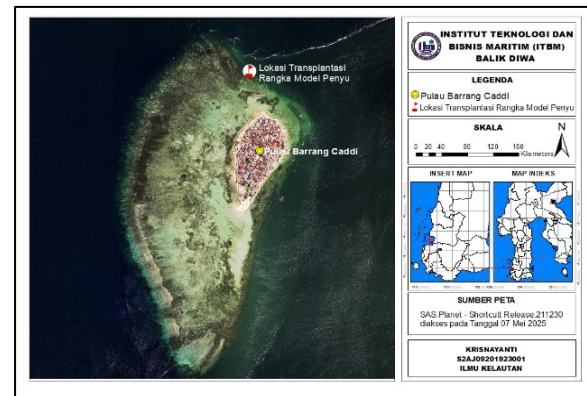 Lokasi Transplantasi
Rangka Model Penyu
Pulau Barrang Caddi
INSTITUT TEKNOLOGI DAN
BISNIS MARITIM (ITBM)
BALIK DIWA
LEGENDA
Pulau Barrang Caddi
Lokasi Transplantasi Rangka Model Penyu
SKALA
N
0 20 40 80 120 160
Kilometers
INSERT MAP
MAP INDEKS
SUMBER PETA
SAS.Planet - Shortcutt Release.211230
diakses pada Tanggal 07 Mei 2025
KRISNAYANTI
S2AJ09201923001
ILMU KELAUTAN